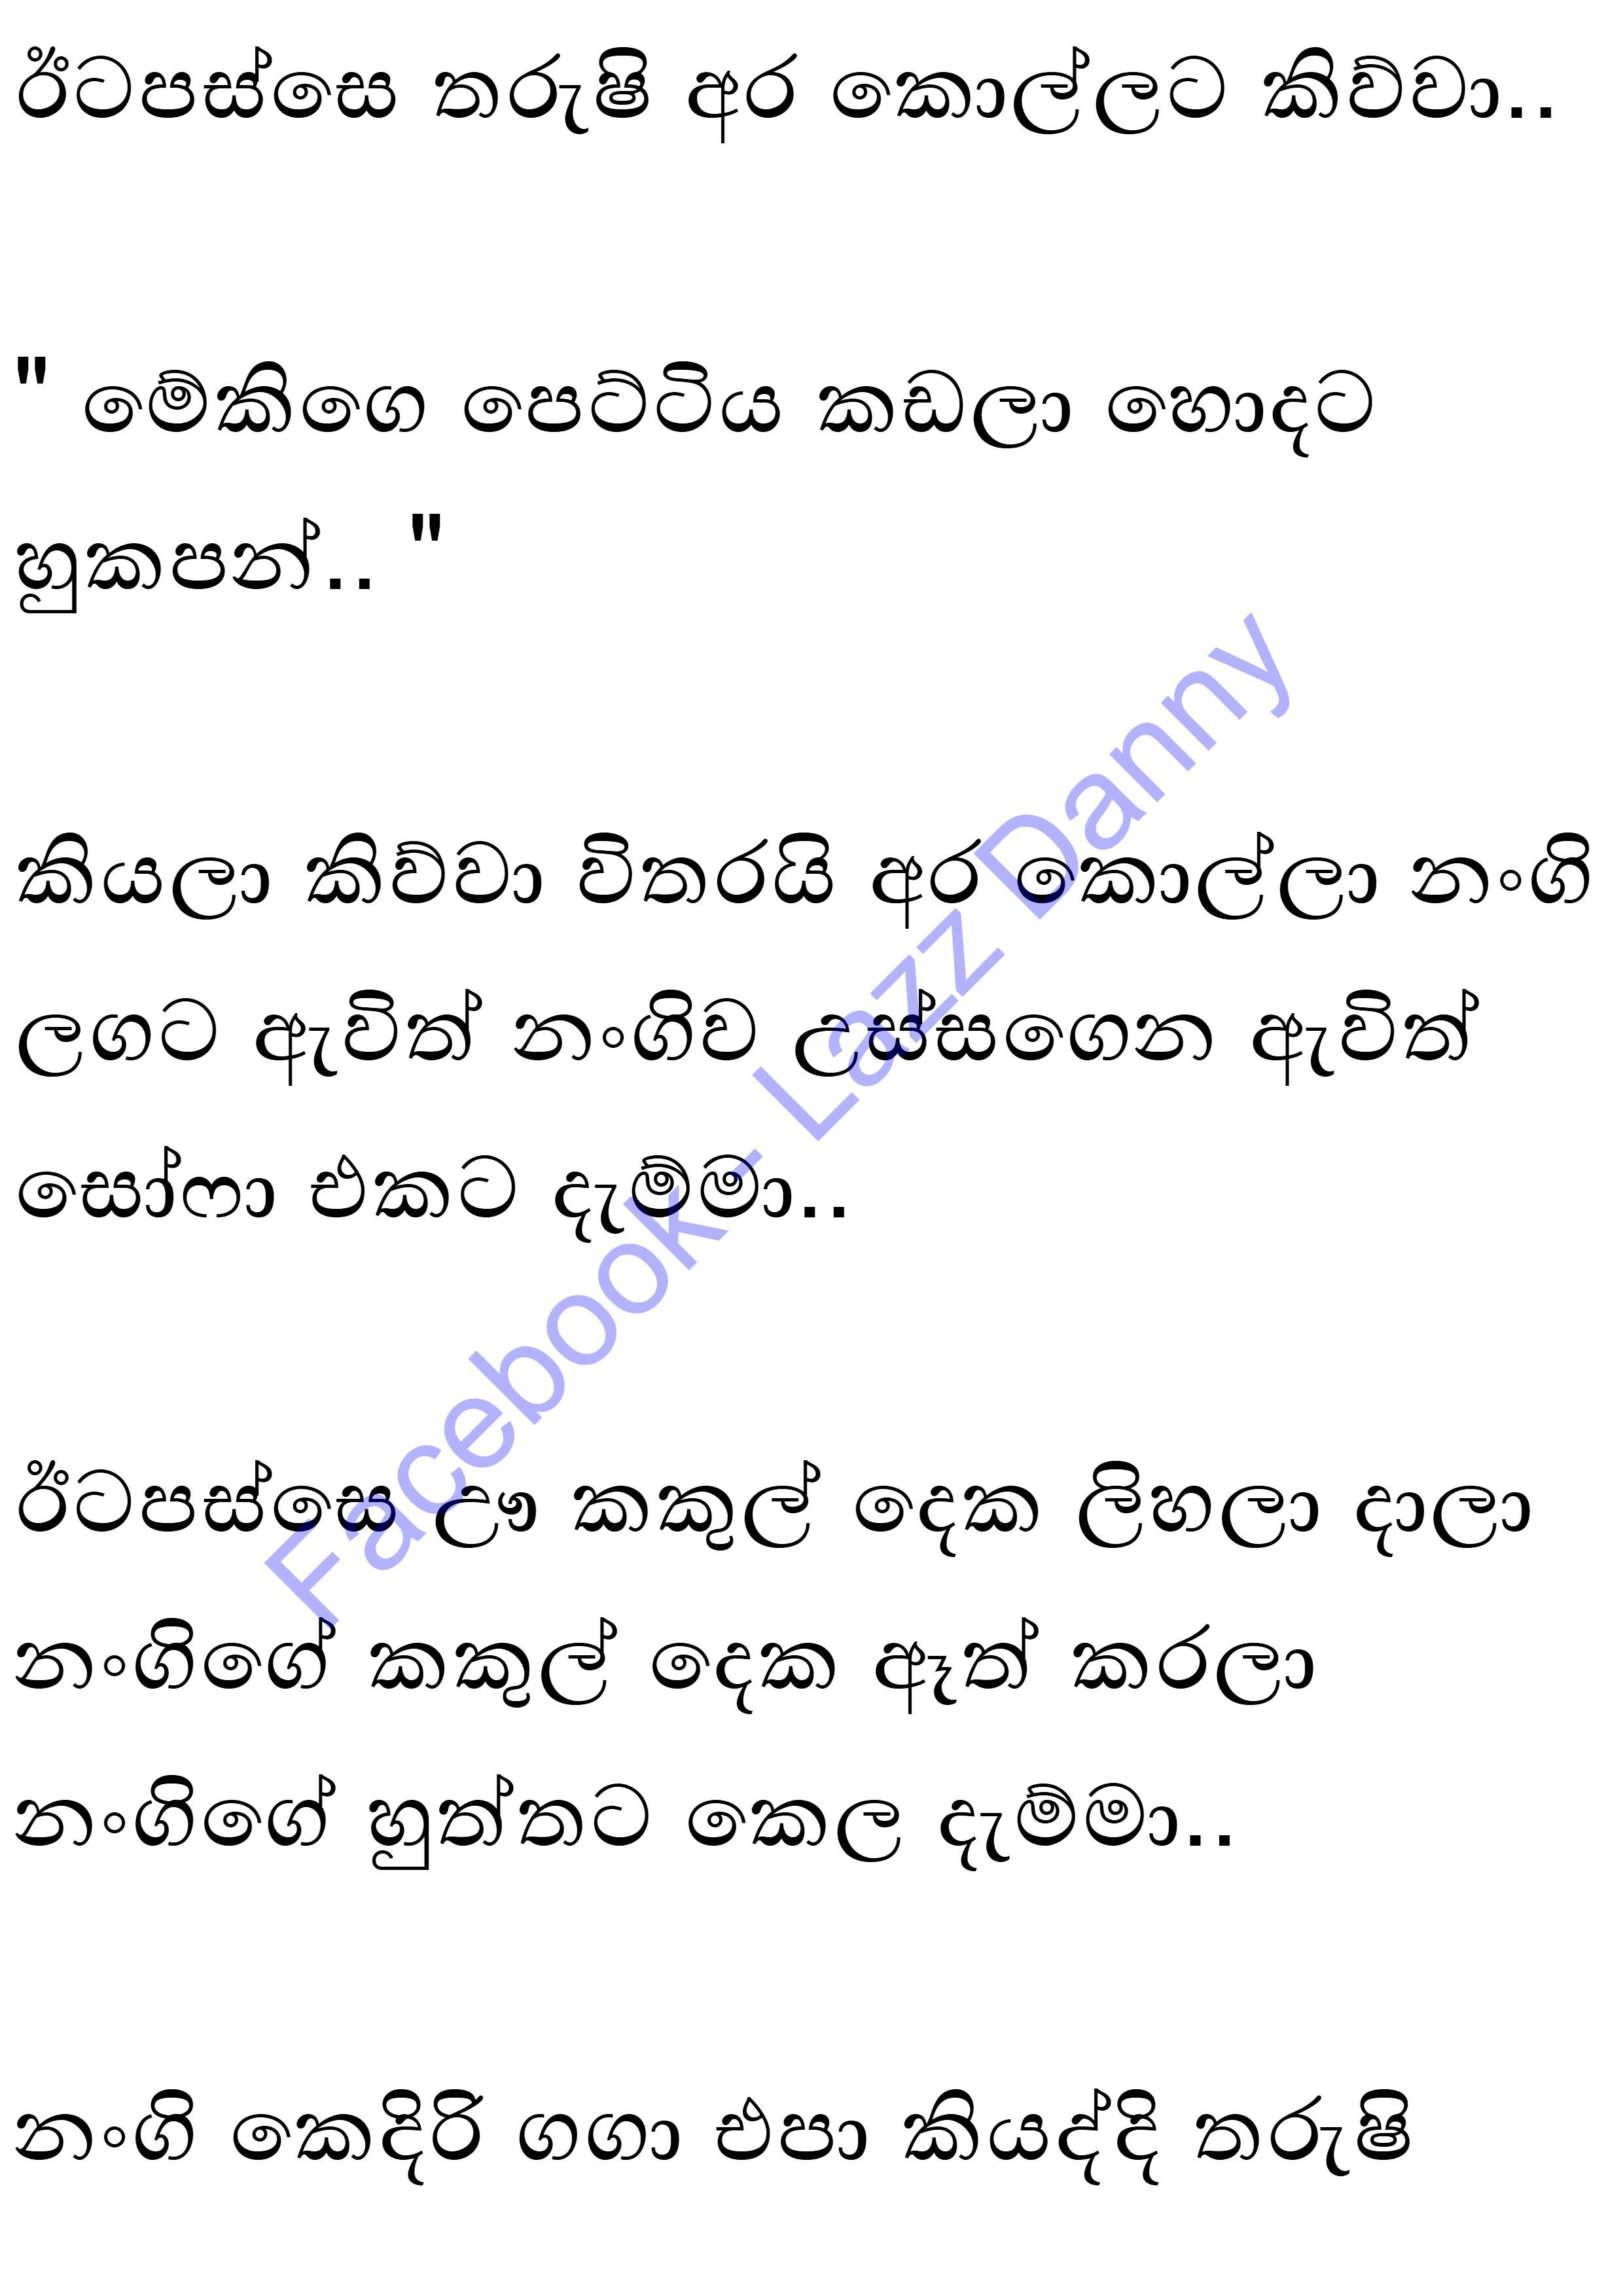 ඊටපස්සෙ තරුෂි අර කොල්ලට කිව්වා..
" මේකිගෙ පෙට්ටිය කඩලා හොදට
හුකපන්.. "
කියලා කිව්වා විතරයි අර කොල්ලා නංගි
ලගට ඇවිත් නංගිව උස්සගෙන ඇවිත්
සෝෆා එකට දැම්මා..
ඊටපස්සෙ ඌ කකුල් දෙක ලිහලා දාලා
නංගිගේ කකුල් දෙක ඈත් කරලා
නංගිගේ හුත්තට කෙල දැම්මා..
නංගි කෙදිරි ගගා එපා කියද්දි තරුෂි
Facebook - Lazz Danny